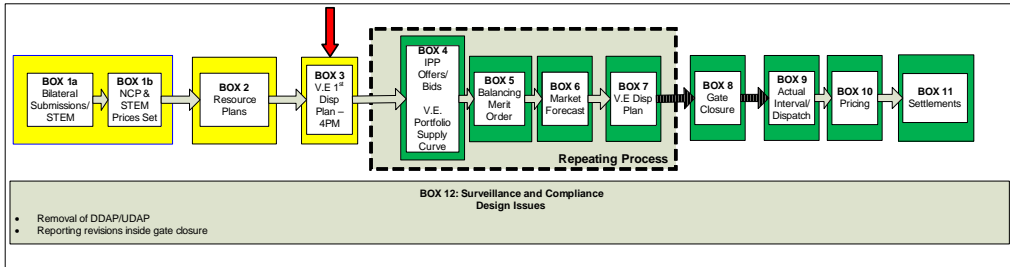 BOX 1a
Bilateral
Submissions/
STEM
BOX 1b
NCP &
STEM
Prices Set
BOX 2
Resource
Plans
BOX 3
V.E 1st
Disp
Plan –
4PM
BOX 4
IPP
Offers/
Bids
V.E.
Portfolio
Supply
Curve
BOX 5
Balancing
Merit
Order
BOX 6
Market
Forecast
BOX 7
V.E Disp
Plan
Repeating Process
BOX 8
Gate
Closure
BOX 9
Actual
Interval/
Dispatch
BOX 10
Pricing
BOX 11
Settlements
BOX 12: Surveillance and Compliance
Design Issues
• Removal of DDAP/UDAP
• Reporting revisions inside gate closure